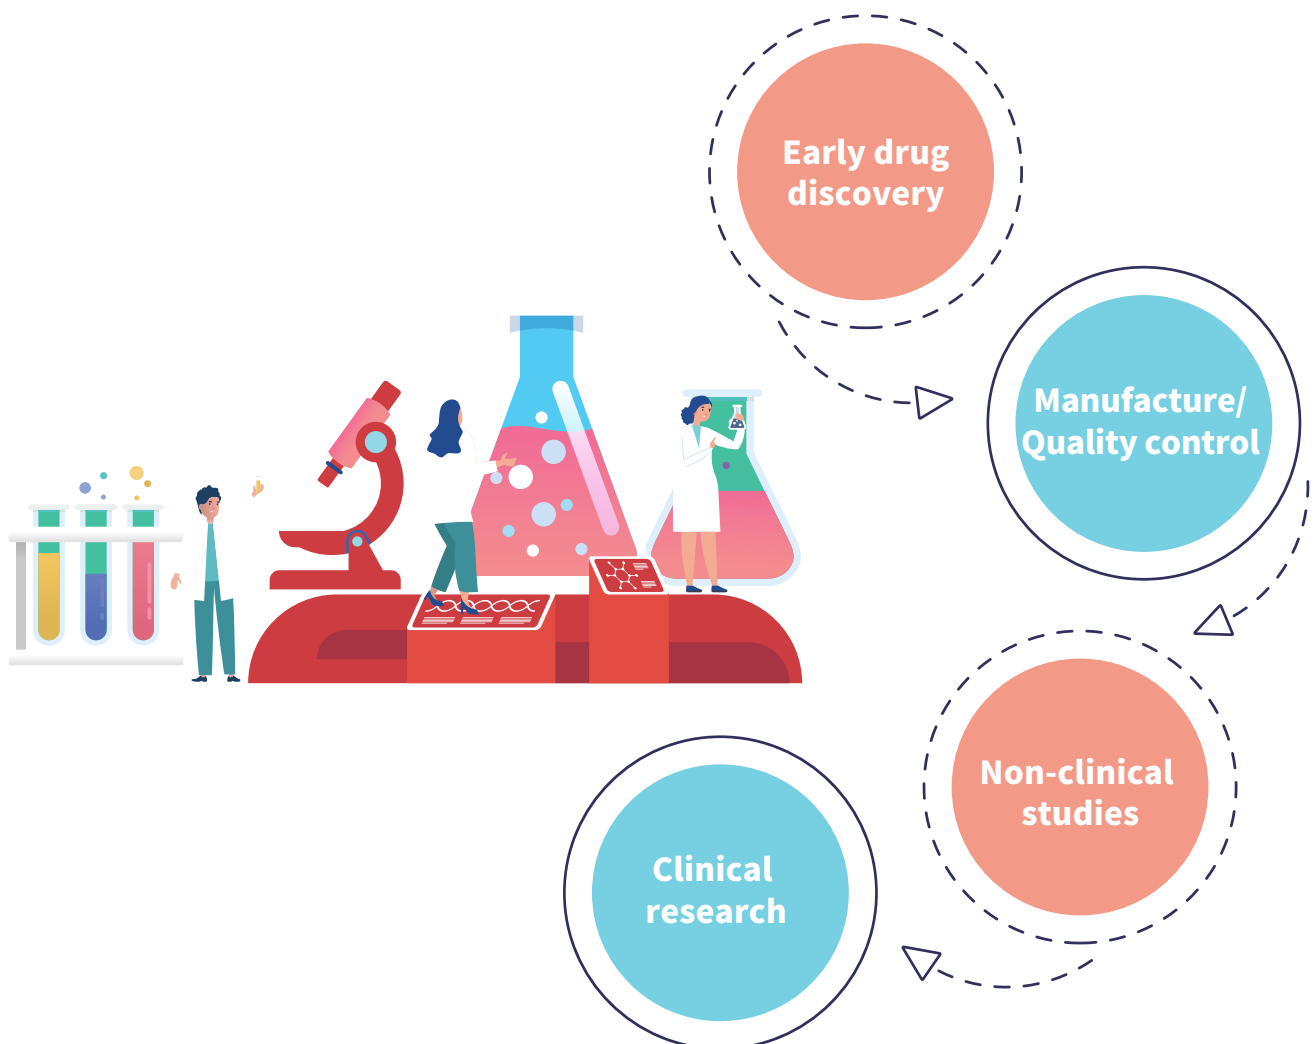 Early drug
discovery
Manufacture/
Quality control
Non-clinical
studies
Clinical
research